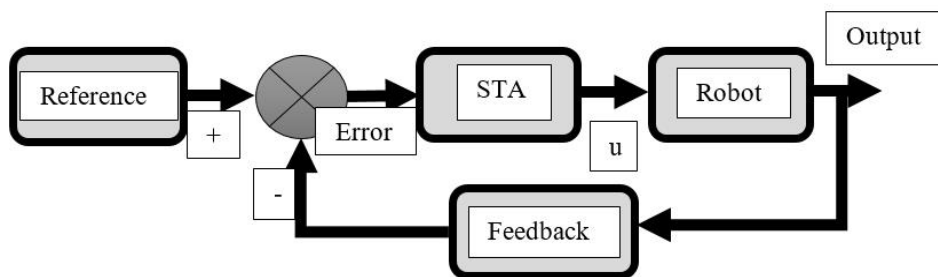 Output
Reference
STA
Robot
+
Error
u
-
Feedback